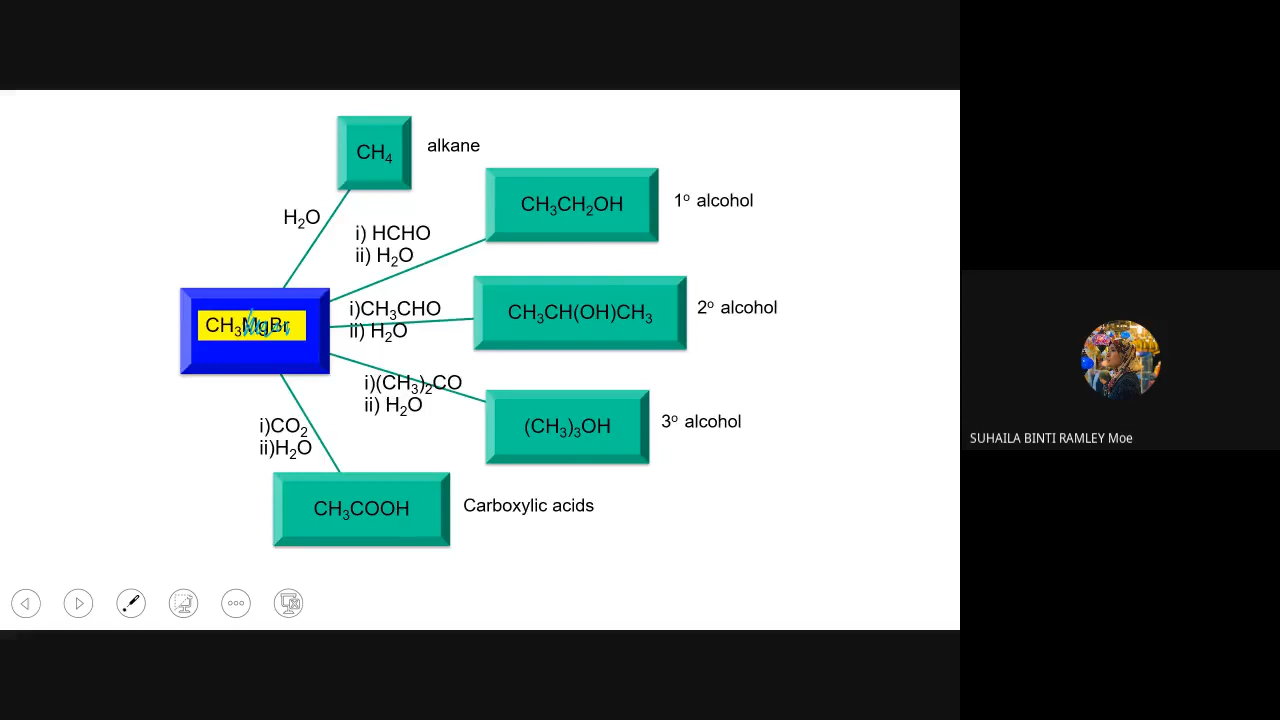 CH₄
alkane
CH₃CH₂OH
1º alcohol
H₂O
i) HCHO
ii) H₂O
CH₃MgBr
i)CH₃CHO
ii) H₂O
CH₃CH(OH)CH₃
2º alcohol
i)(CH₃)₂CO
ii) H₂O
(CH₃)₃OH
3º alcohol
i)CO₂
ii)H₂O
CH₃COOH
Carboxylic acids
SUHAILA BINTI RAMLEY Moe